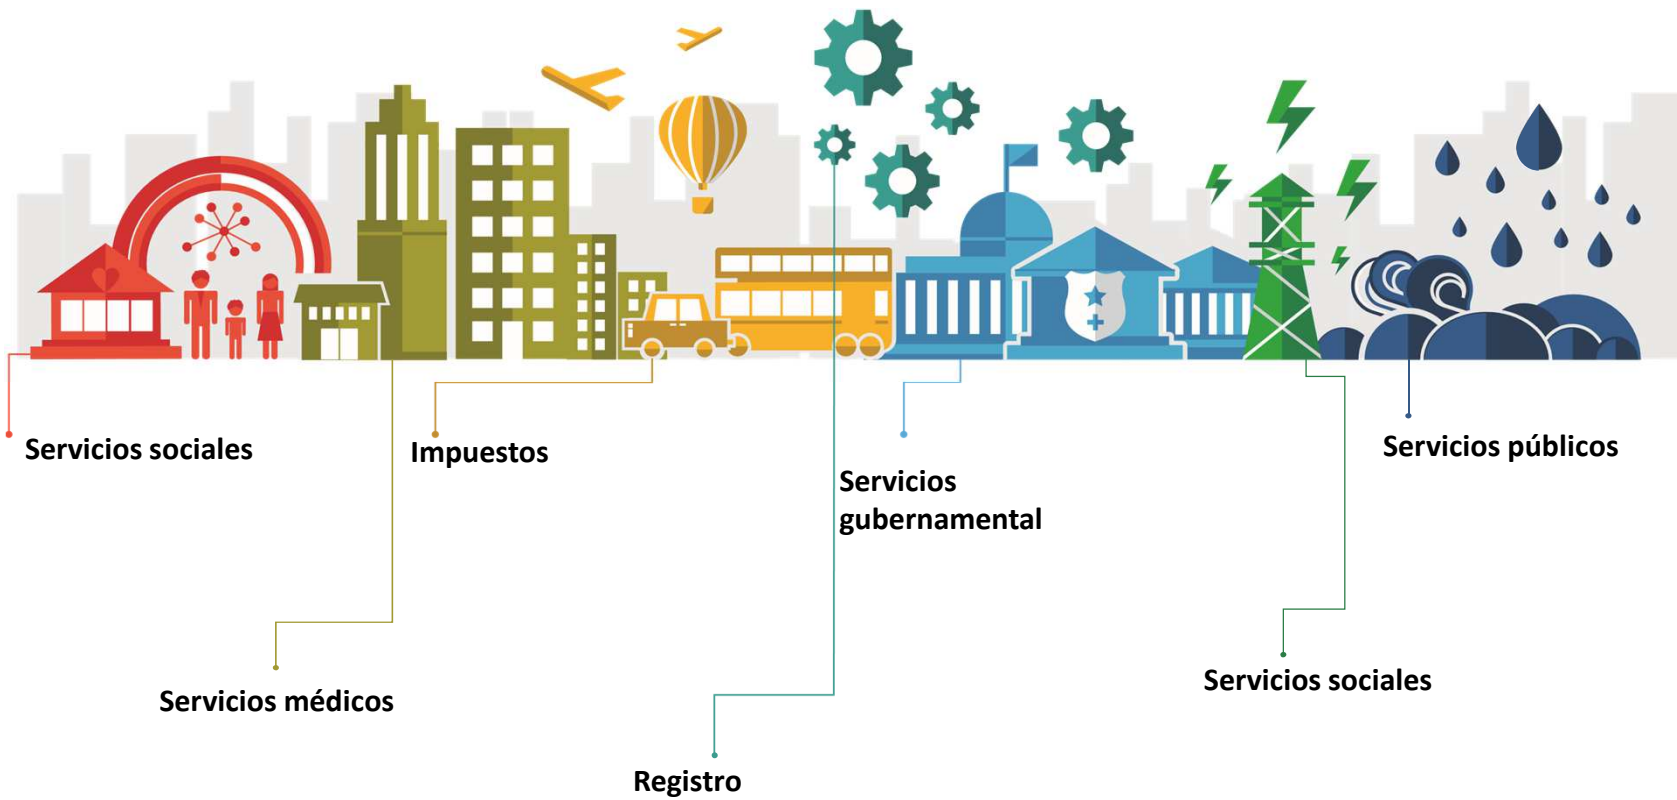 Servicios sociales
Impuestos
Servicios
gubernamental
Servicios públicos
Servicios médicos
Servicios sociales
Registro